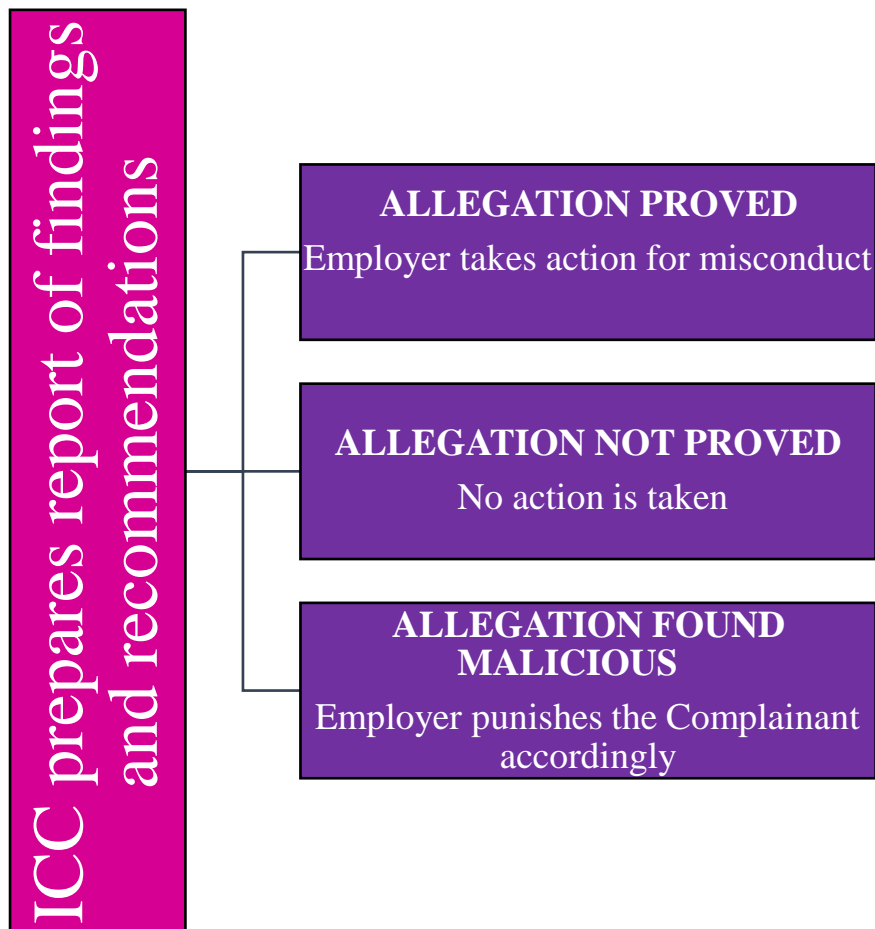 ICC prepares report of findings
and recommendations
ALLEGATION PROVED
Employer takes action for misconduct
ALLEGATION NOT PROVED
No action is taken
ALLEGATION FOUND
MALICIOUS
Employer punishes the Complainant
accordingly